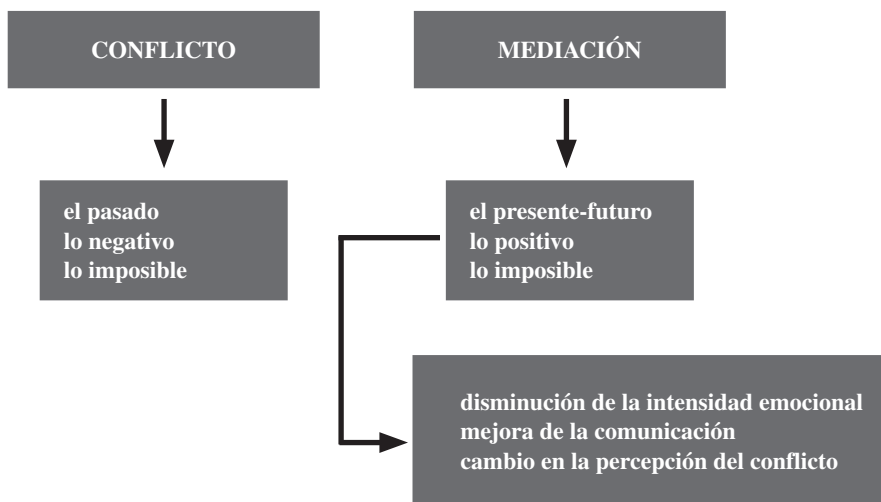 CONFLICTO
MEDIACIÓN
el pasado
lo negativo
lo imposible
el presente-futuro
lo positivo
lo imposible
disminución de la intensidad emocional
mejora de la comunicación
cambio en la percepción del conflicto